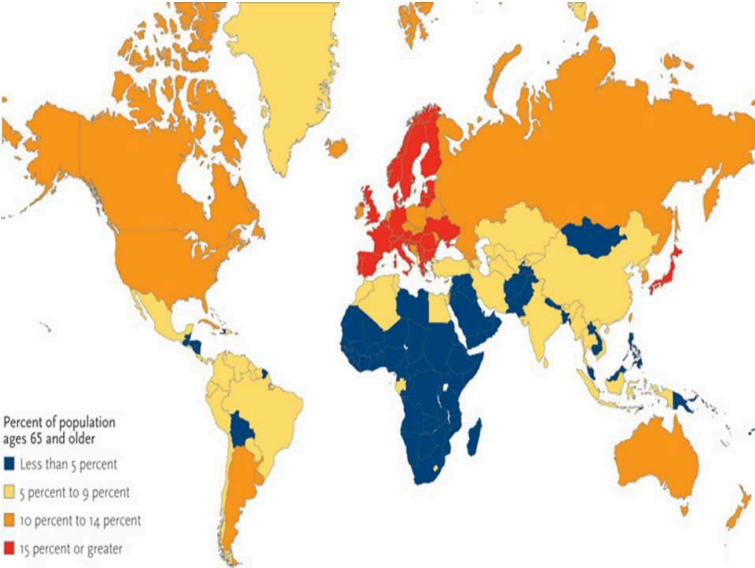 Percent of population
ages 65 and older
Less than 5 percent
5 percent to 9 percent
10 percent to 14 percent
15 percent or greater